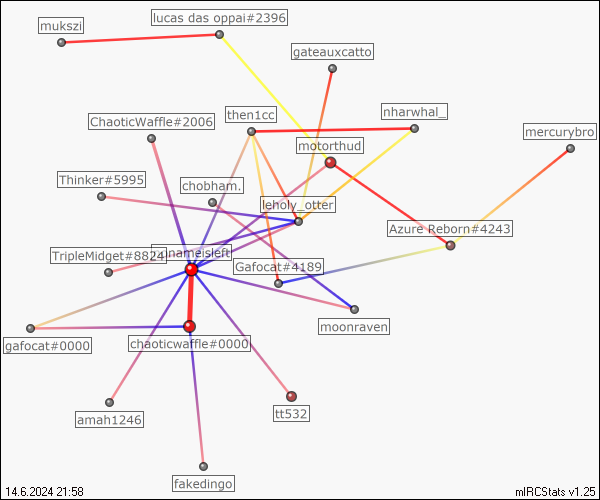 lucas das oppai#2396
mukszi
gateauxcatto
nharwhal_
then1cc
ChaoticWaffle#2006
mercurybro
motorthud
Thinker#5995
chobham.
leholy_otter
Azure Reborn#4243
TripleMidget#8824
nameisleft
Gafocat#4189
moonraven
gafocat#0000
chaoticwaffle#0000
amah1246
tt532
fakedingo
14.6.2024 21:58
mIRCStats v1.25